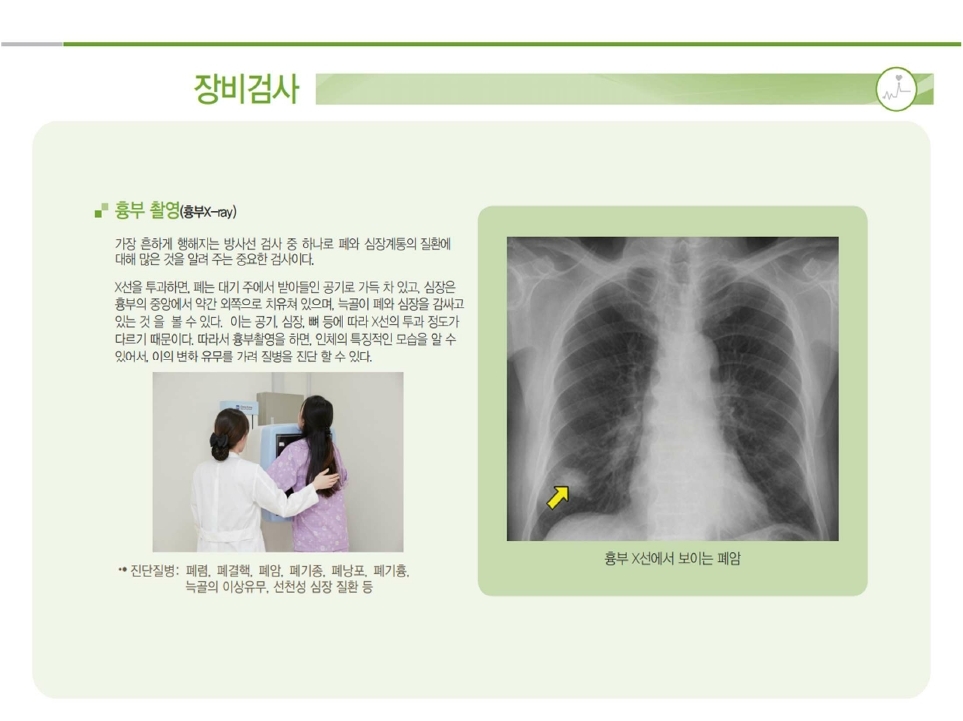 장비검사
흉부 촬영(흉부X-ray)
가장 흔하게 행해지는 방사선 검사 중 하나로 폐와 심장계통의 질환에
대해 많은 것을 알려 주는 중요한 검사이다.
X선을 투과하면, 폐는 대기 주에서 받아들인 공기로 가득 차 있고, 심장은
흉부의 중앙에서 약간 외쪽으로 치유쳐 있으며, 늑골이 폐와 심장을 감싸고
있는 것 을 볼 수 있다. 이는 공기, 심장, 뼈 등에 따라 X선의 투과 정도가
다르기 때문이다. 따라서 흉부촬영을 하면, 인체의 특징적인 모습을 알 수
있어서, 이의 변화 유무를 가려 질병을 진단 할 수 있다.
진단질병: 폐렴, 폐결핵, 폐암, 폐기종, 폐낭포, 폐기흉,
늑골의 이상유무, 선천성 심장 질환 등
흉부 X선에서 보이는 폐암